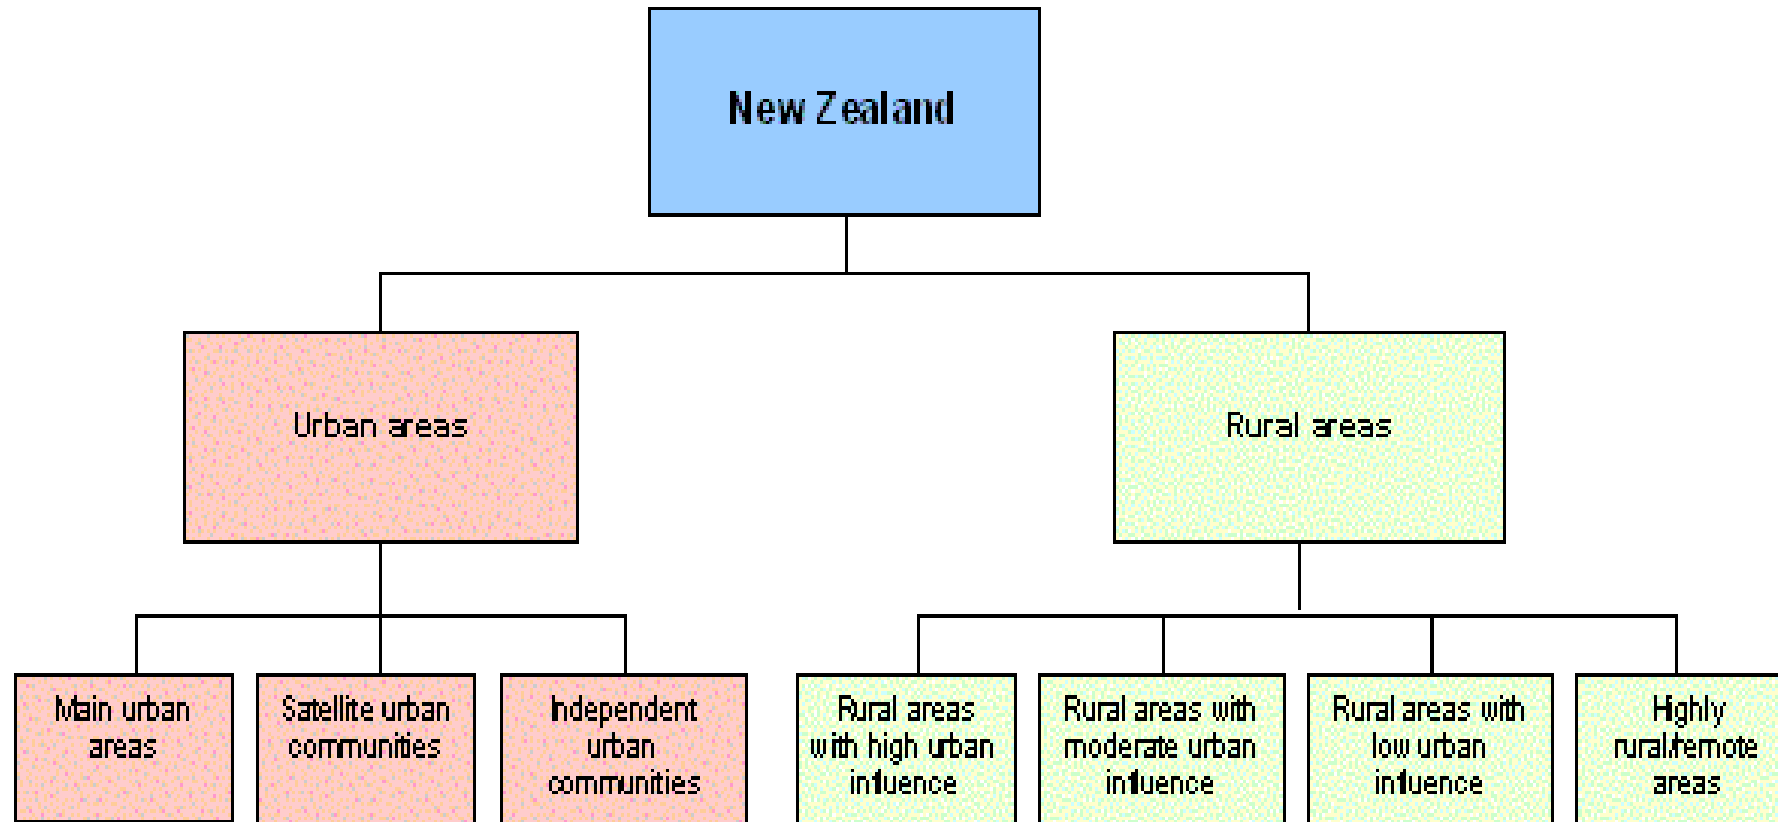 New Zealand
Urban areas
Rural areas
Main urban
areas
Satellite urban
communities
Independent
urban
communities
Rural areas
with high urban
influence
Rural areas with
moderate urban
influence
Rural areas with
low urban
influence
Highly
rural/remote
areas